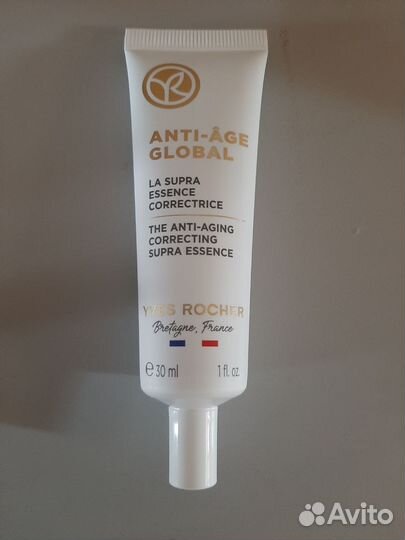 ANTI-ÂGE
GLOBAL
LA SUPRA
ESSENCE
CORRECTRICE
THE ANTI-AGING
CORRECTING
SUPRA ESSENCE
YVES ROCHER
Bretagne, France
℮30 ml 1 fl. oz.
Avito